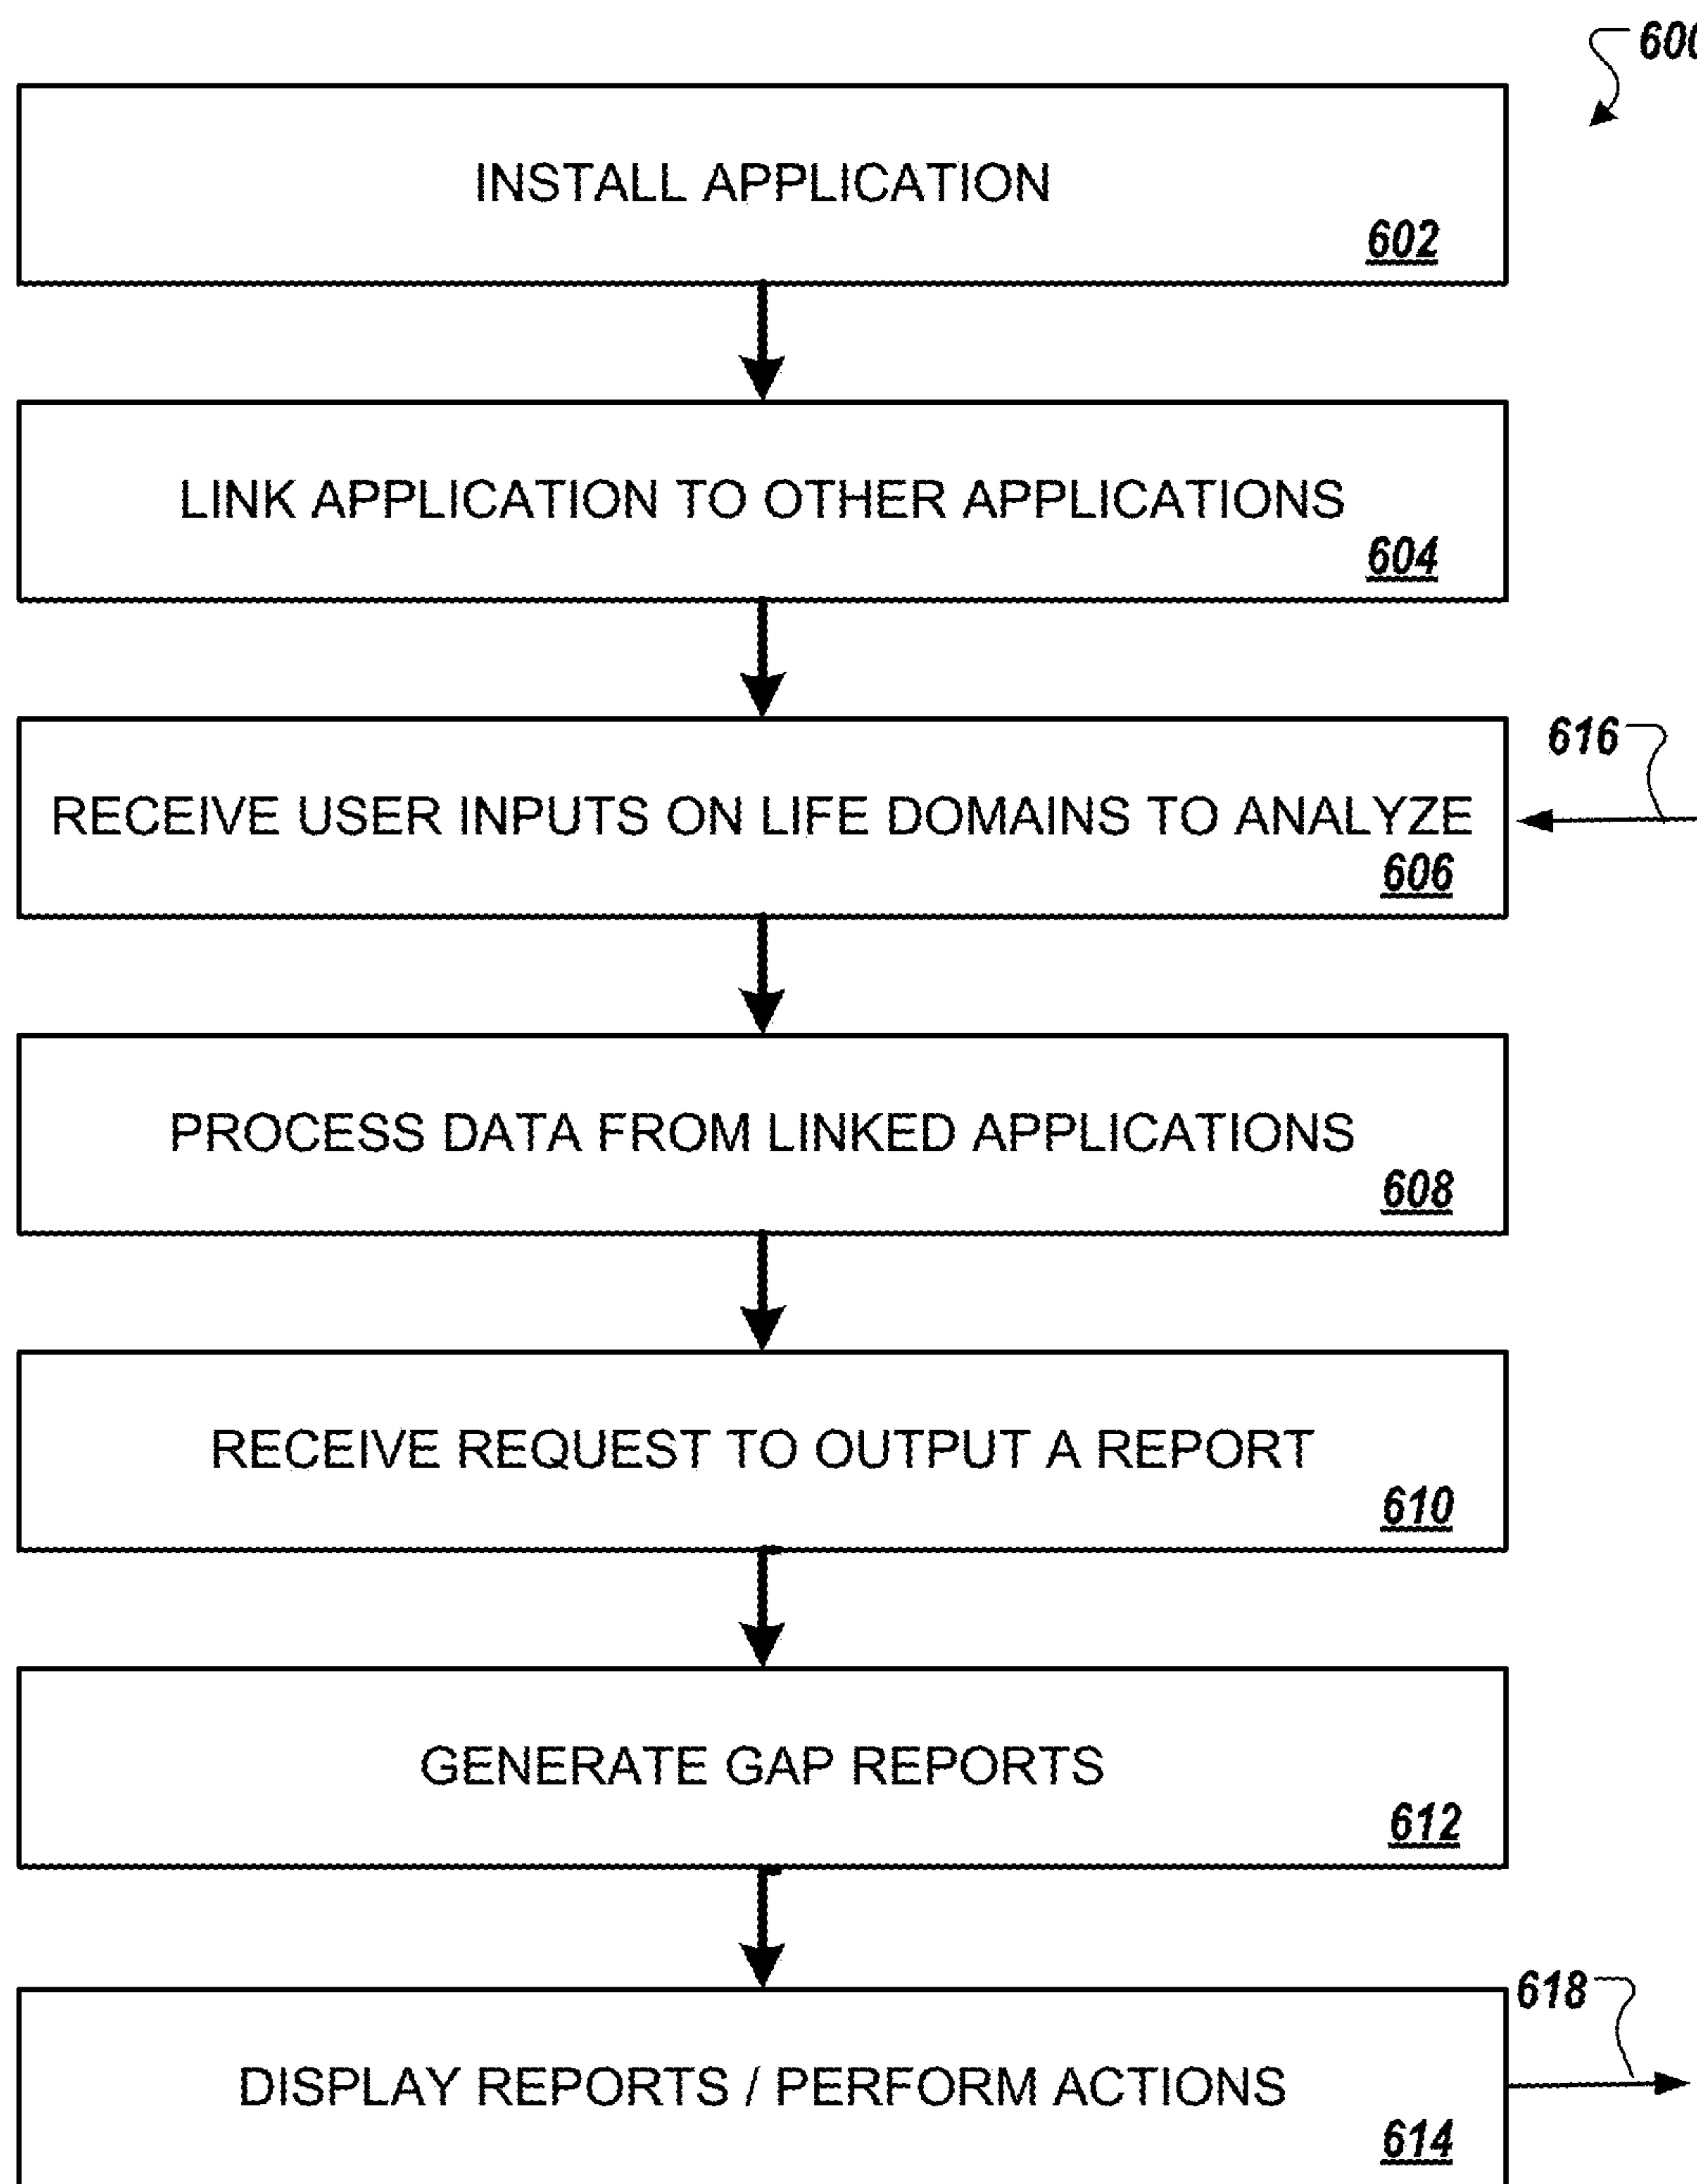 600
INSTALL APPLICATION
602
LINK APPLICATION TO OTHER APPLICATIONS
604
616
RECEIVE USER INPUTS ON LIFE DOMAINS TO ANALYZE
606
PROCESS DATA FROM LINKED APPLICATIONS
608
RECEIVE REQUEST TO OUTPUT A REPORT
610
GENERATE GAP REPORTS
612
618
DISPLAY REPORTS / PERFORM ACTIONS
614